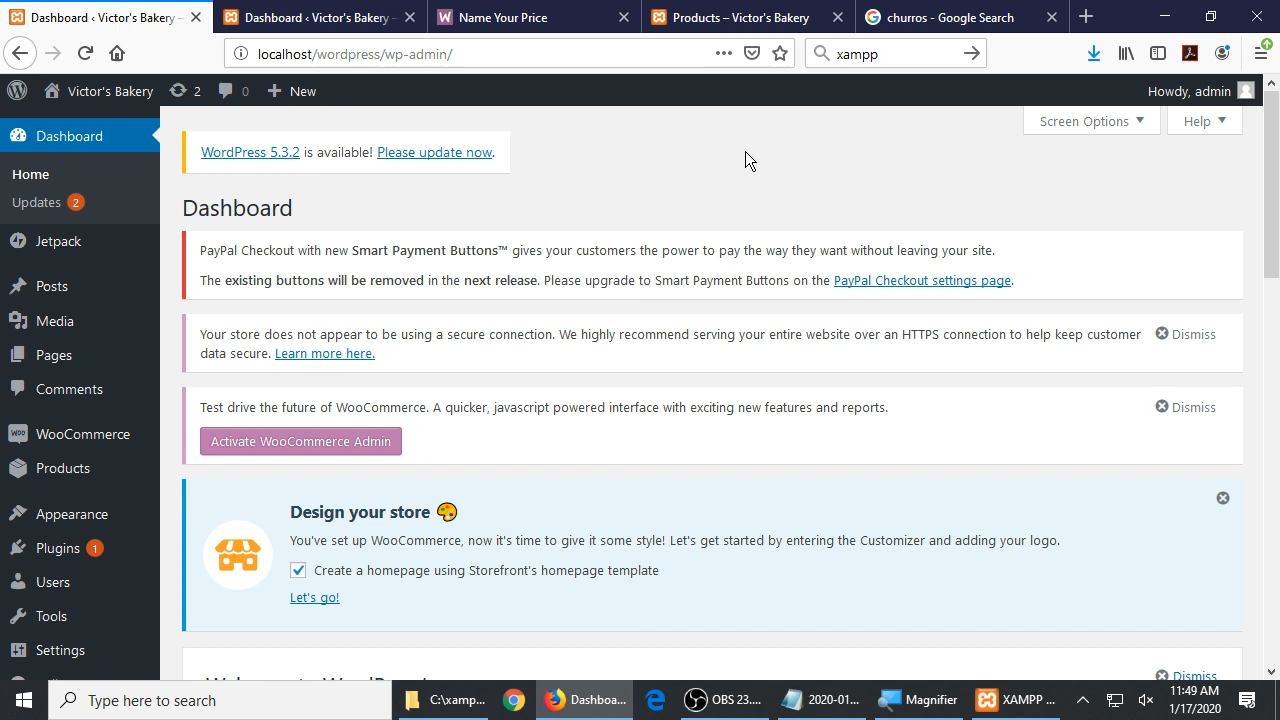 Dashboard ‹ Victor's Bakery –
Dashboard ‹ Victor's Bakery –
Name Your Price
Products – Victor's Bakery
churros - Google Search
localhost/wordpress/wp-admin/
xampp
Victor's Bakery
2
0
New
Howdy, admin
Dashboard
Home
Updates 2
Jetpack
Posts
Media
Pages
Comments
WooCommerce
Products
Appearance
Plugins 1
Users
Tools
Settings
Screen Options
Help
WordPress 5.3.2 is available! Please update now.
Dashboard
PayPal Checkout with new Smart Payment Buttons™ gives your customers the power to pay the way they want without leaving your site.
The existing buttons will be removed in the next release. Please upgrade to Smart Payment Buttons on the PayPal Checkout settings page.
Your store does not appear to be using a secure connection. We highly recommend serving your entire website over an HTTPS connection to help keep customer
data secure. Learn more here.
Dismiss
Test drive the future of WooCommerce. A quicker, javascript powered interface with exciting new features and reports.
Dismiss
Activate WooCommerce Admin
Design your store
You've set up WooCommerce, now it's time to give it some style! Let's get started by entering the Customizer and adding your logo.
Create a homepage using Storefront's homepage template
Let's go!
Dismiss
Type here to search
C:\xamp...
Dashboa...
OBS 23....
2020-01...
Magnifier
XAMPP ...
11:49 AM
1/17/2020